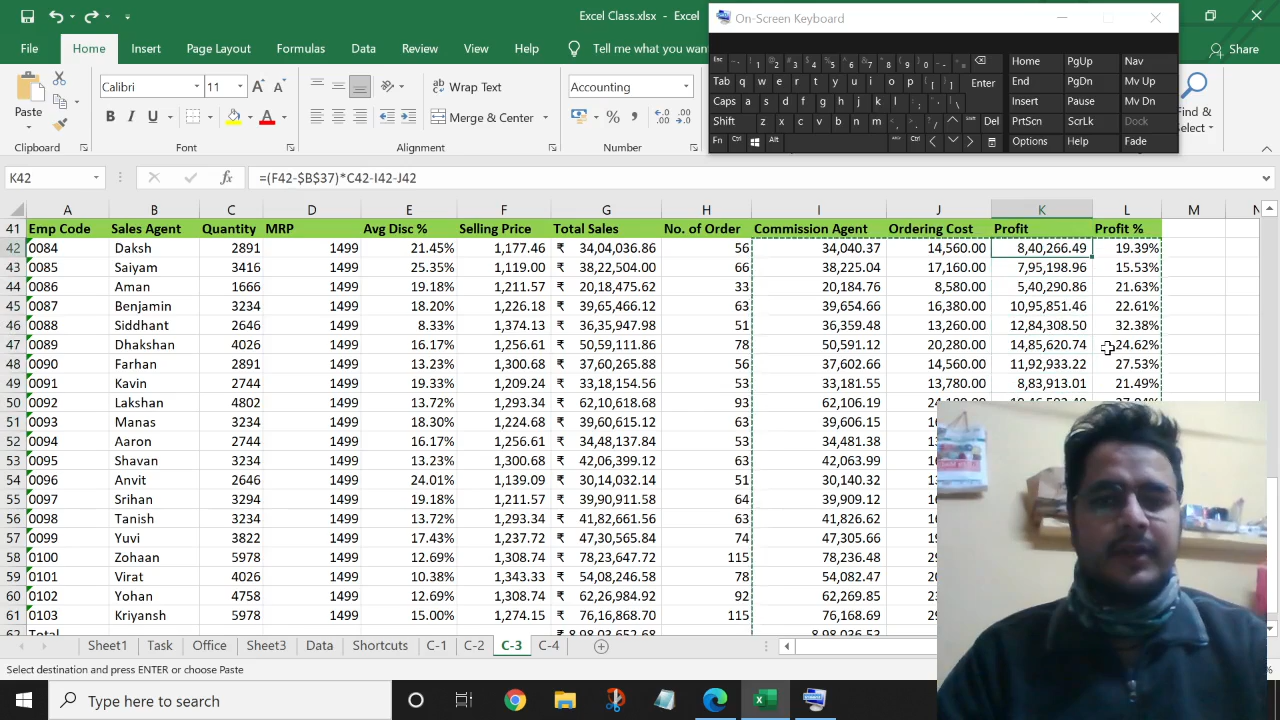 Excel Class.xlsx - Excel
On-Screen Keyboard
File Home Insert Page Layout Formulas Data Review View Help Tell me what you wan Share
Paste
Calibri 11
Wrap Text
Merge & Center
Accounting
Find &
Select
Clipboard Font Alignment Number
Esc Home PgUp Nav
Tab q w e r t y u i o p Enter End PgDn Mv Up
Caps a s d f g h j k l Insert Pause Mv Dn
Shift z x c v b n m Shift Del PrtScn ScrLk Dock
Fn Ctrl Alt Ctrl Options Help Fade
K42 fx =(F42-$B$37)*C42-I42-J42
A B C D E F G H I J K L M N
41 Emp Code Sales Agent Quantity MRP Avg Disc % Selling Price Total Sales No. of Order Commission Agent Ordering Cost Profit Profit %
42 0084 Daksh 2891 1499 21.45% 1,177.46 ₹ 34,04,036.86 56 34,040.37 14,560.00 8,40,266.49 19.39%
43 0085 Saiyam 3416 1499 25.35% 1,119.00 ₹ 38,22,504.00 66 38,225.04 17,160.00 7,95,198.96 15.53%
44 0086 Aman 1666 1499 19.18% 1,211.57 ₹ 20,18,475.62 33 20,184.76 8,580.00 5,40,290.86 21.63%
45 0087 Benjamin 3234 1499 18.20% 1,226.18 ₹ 39,65,466.12 63 39,654.66 16,380.00 10,95,851.46 22.61%
46 0088 Siddhant 2646 1499 8.33% 1,374.13 ₹ 36,35,947.98 51 36,359.48 13,260.00 12,84,308.50 32.38%
47 0089 Dhakshan 4026 1499 16.17% 1,256.61 ₹ 50,59,111.86 78 50,591.12 20,280.00 14,85,620.74 24.62%
48 0090 Farhan 2891 1499 13.23% 1,300.68 ₹ 37,60,265.88 56 37,602.66 14,560.00 11,92,933.22 27.53%
49 0091 Kavin 2744 1499 19.33% 1,209.24 ₹ 33,18,154.56 53 33,181.55 13,780.00 8,83,913.01 21.49%
50 0092 Lakshan 4802 1499 13.72% 1,293.34 ₹ 62,10,618.68 93 62,106.19
51 0093 Manas 3234 1499 18.30% 1,224.68 ₹ 39,60,615.12 63 39,606.15
52 0094 Aaron 2744 1499 16.17% 1,256.61 ₹ 34,48,137.84 53 34,481.38
53 0095 Shavan 3234 1499 13.23% 1,300.68 ₹ 42,06,399.12 63 42,063.99
54 0096 Anvit 2646 1499 24.01% 1,139.09 ₹ 30,14,032.14 51 30,140.32
55 0097 Srihan 3294 1499 19.18% 1,211.57 ₹ 39,90,911.58 64 39,909.12
56 0098 Tanish 3234 1499 13.72% 1,293.34 ₹ 41,82,661.56 63 41,826.62
57 0099 Yuvi 3822 1499 17.43% 1,237.72 ₹ 47,30,565.84 74 47,305.66
58 0100 Zohaan 5978 1499 12.69% 1,308.74 ₹ 78,23,647.72 115 78,236.48
59 0101 Virat 4026 1499 10.38% 1,343.33 ₹ 54,08,246.58 78 54,082.47
60 0102 Yohan 4758 1499 12.69% 1,308.74 ₹ 62,26,984.92 92 62,269.85
61 0103 Kriyansh 5978 1499 15.00% 1,274.15 ₹ 76,16,868.70 115 76,168.69
62 Total ₹ 8,98,03,652.68 8,98,036.53
Sheet1 Task Office Sheet3 Data Shortcuts C-1 C-2 C-3 C-4
Select destination and press ENTER or choose Paste
Type here to search